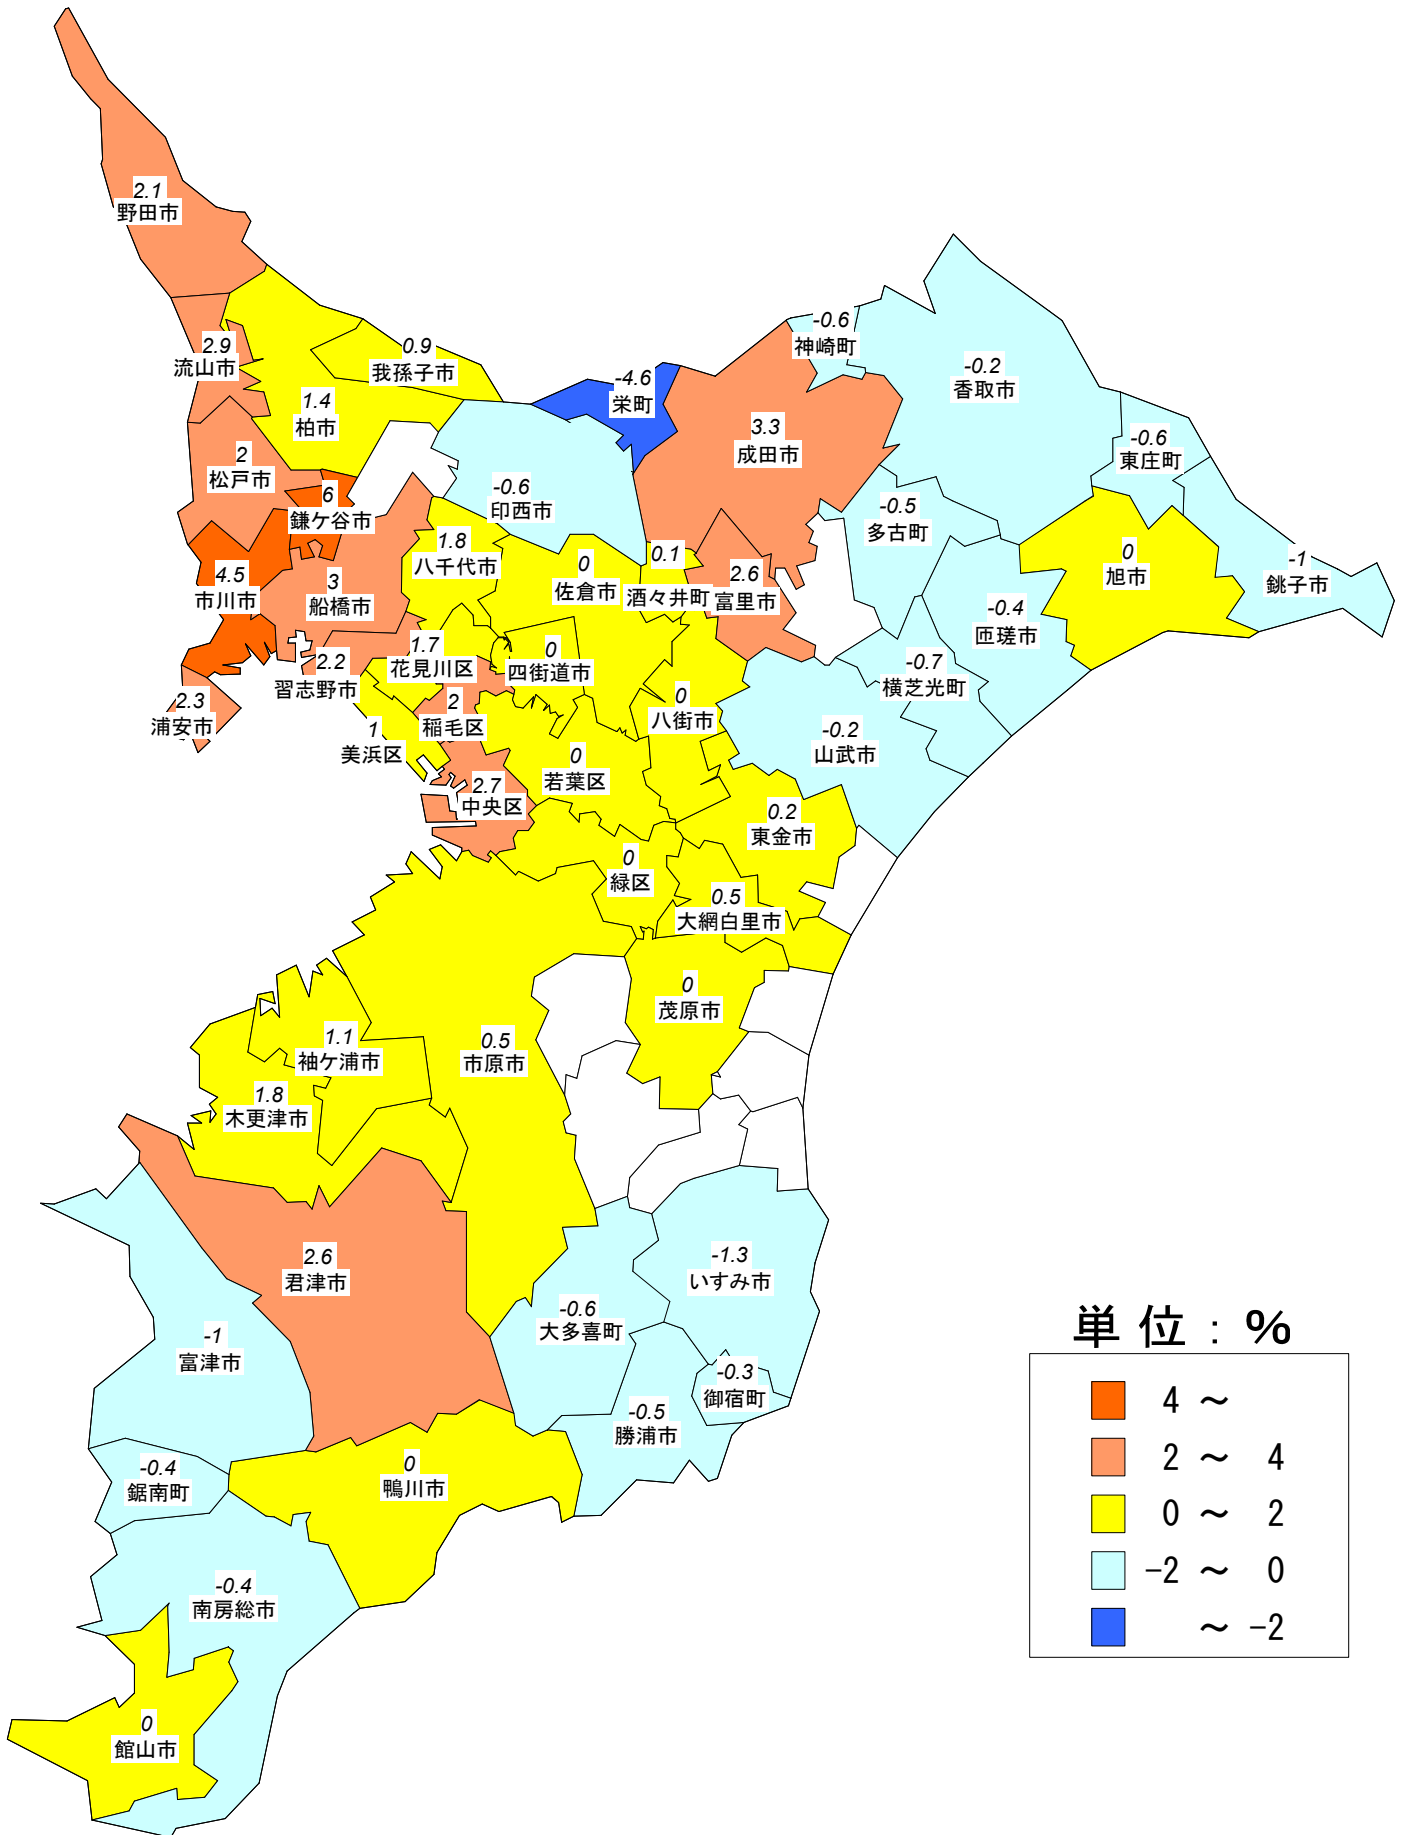 2.1
野田市
2.9
流山市
0.9
我孫子市
1.4
柏市
2
松戸市
6
鎌ケ谷市
4.5
市川市
3
船橋市
2.3
浦安市
2.2
習志野市
1.8
八千代市
-4.6
栄町
-0.6
印西市
3.3
成田市
-0.6
神崎町
-0.2
香取市
-0.6
東庄町
-1
銚子市
0
旭市
-0.5
多古町
-0.4
匝瑳市
-0.7
横芝光町
-0.2
山武市
0
佐倉市
0.1
酒々井町
2.6
富里市
1.7
花見川区
0
四街道市
0
八街市
2
稲毛区
1
美浜区
0
若葉区
2.7
中央区
0
緑区
0.2
東金市
0.5
大網白里市
0
茂原市
0.5
市原市
1.1
袖ケ浦市
1.8
木更津市
2.6
君津市
-1
富津市
-0.6
大多喜町
-1.3
いすみ市
-0.3
御宿町
-0.5
勝浦市
0
鴨川市
-0.4
鋸南町
-0.4
南房総市
0
館山市
単位：%
4 ～
2 ～ 4
0 ～ 2
-2 ～ 0
～ -2